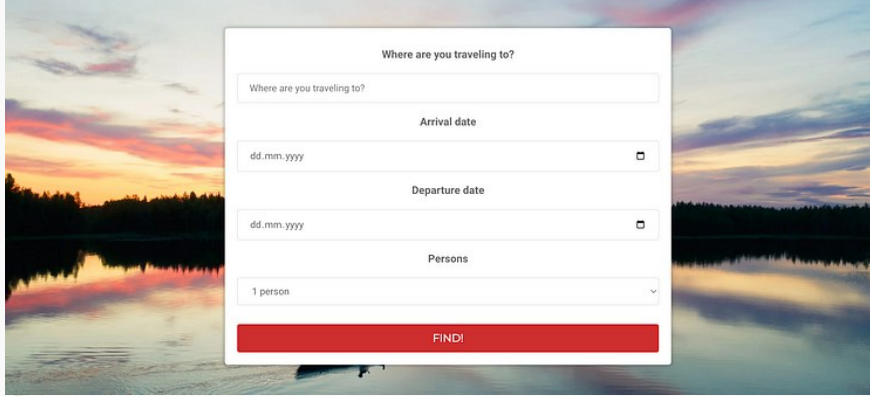 Where are you traveling to?
Where are you traveling to?
Arrival date
dd.mm.yyyy
Departure date
dd.mm.yyyy
Persons
1 person
FIND!